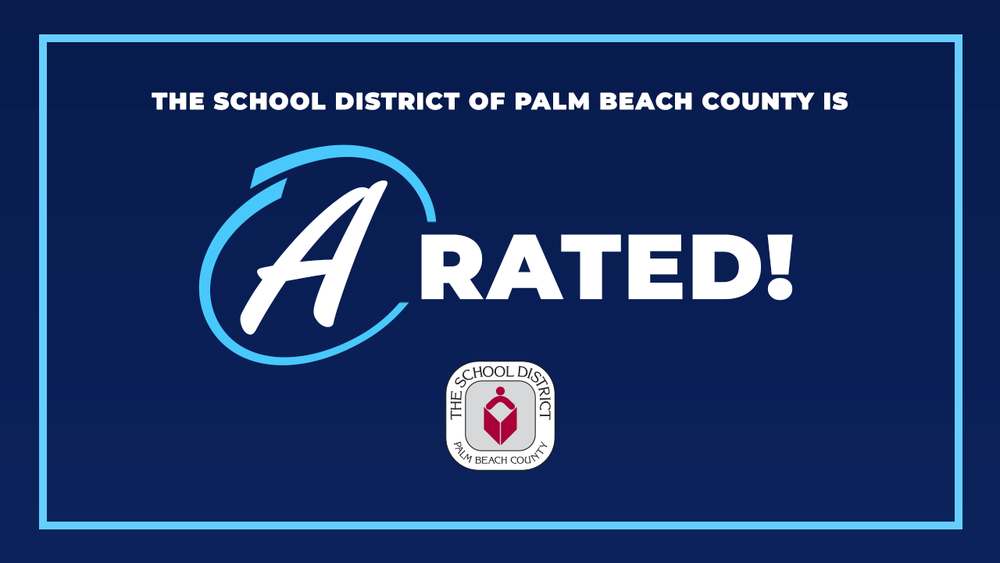 THE SCHOOL DISTRICT OF PALM BEACH COUNTY IS
A RATED!
THE SCHOOL DISTRICT
PALM BEACH COUNTY